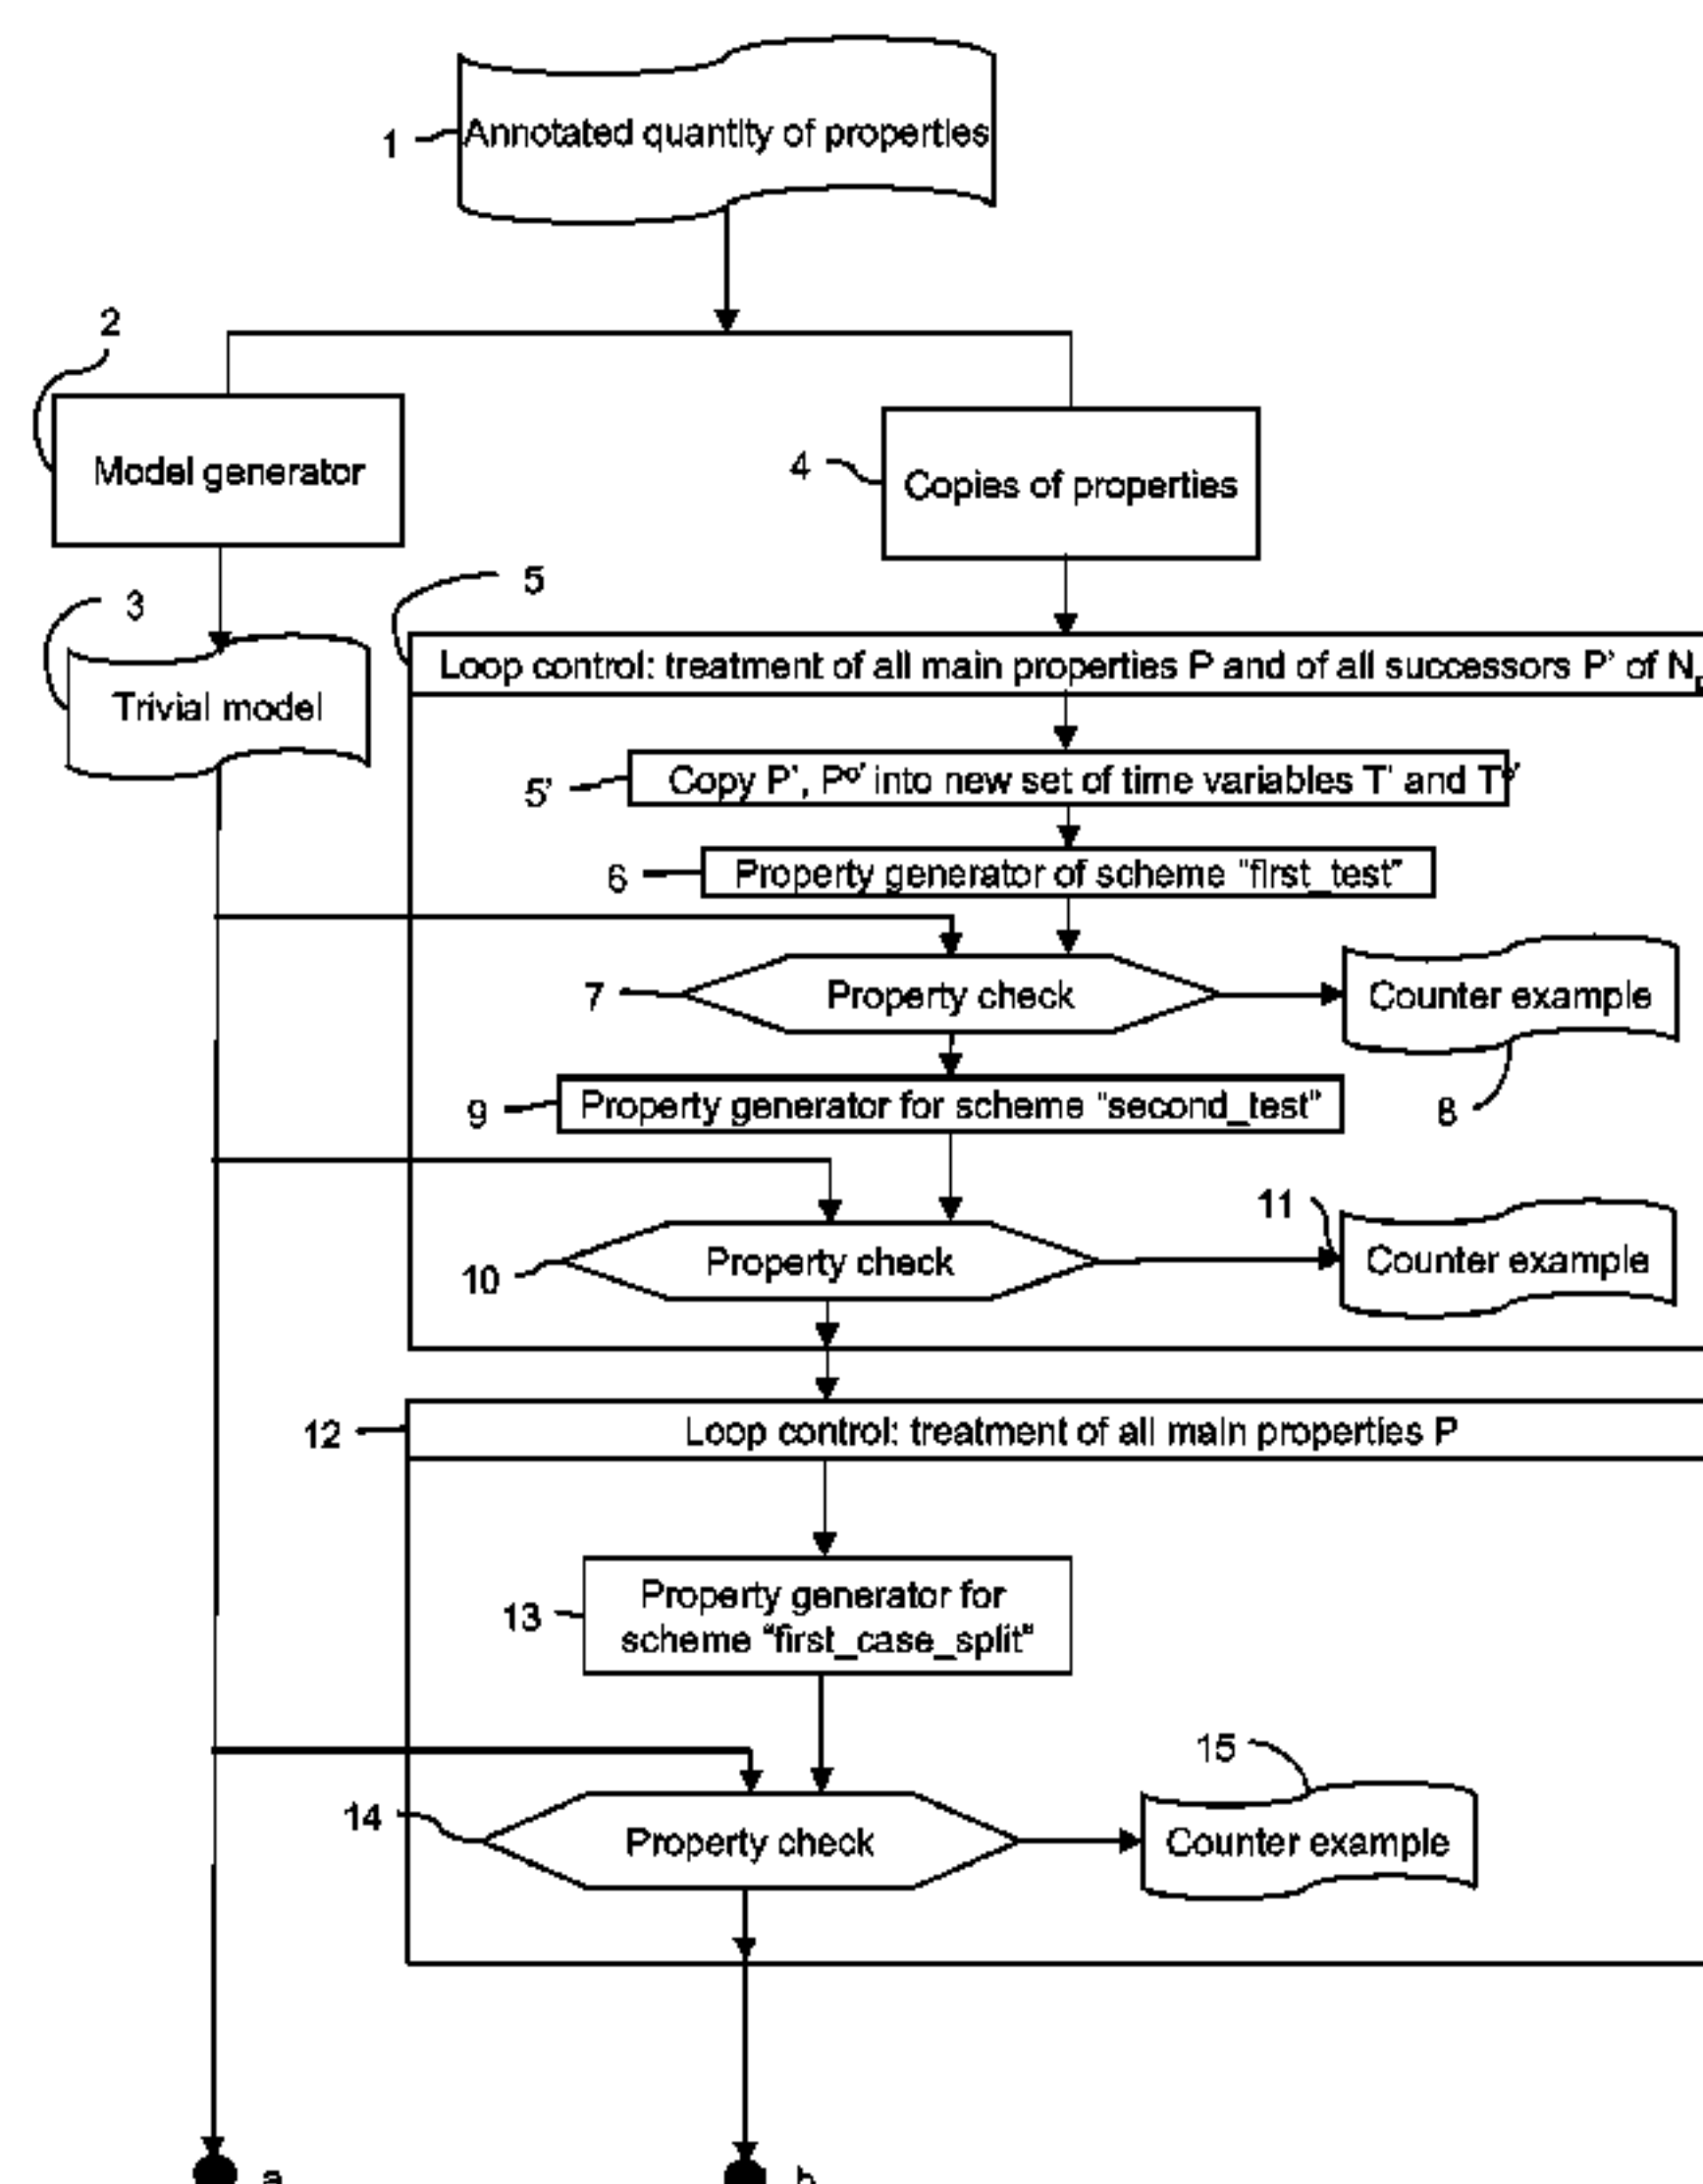 Annotated quantity of properties
1
2
Model generator
4
Copies of properties
5
3
Loop control: treatment of all main properties P and of all successors P' of Np
Trivial model
Copy P', Pº' into new set of time variables T' and Tº'
5'
Property generator of scheme "first_test"
6
7
Property check
Counter example
8
9
Property generator for scheme "second_test"
11
10
Property check
Counter example
12
Loop control: treatment of all main properties P
13
Property generator for
scheme "first_case_split"
15
14
Property check
Counter example
a
b